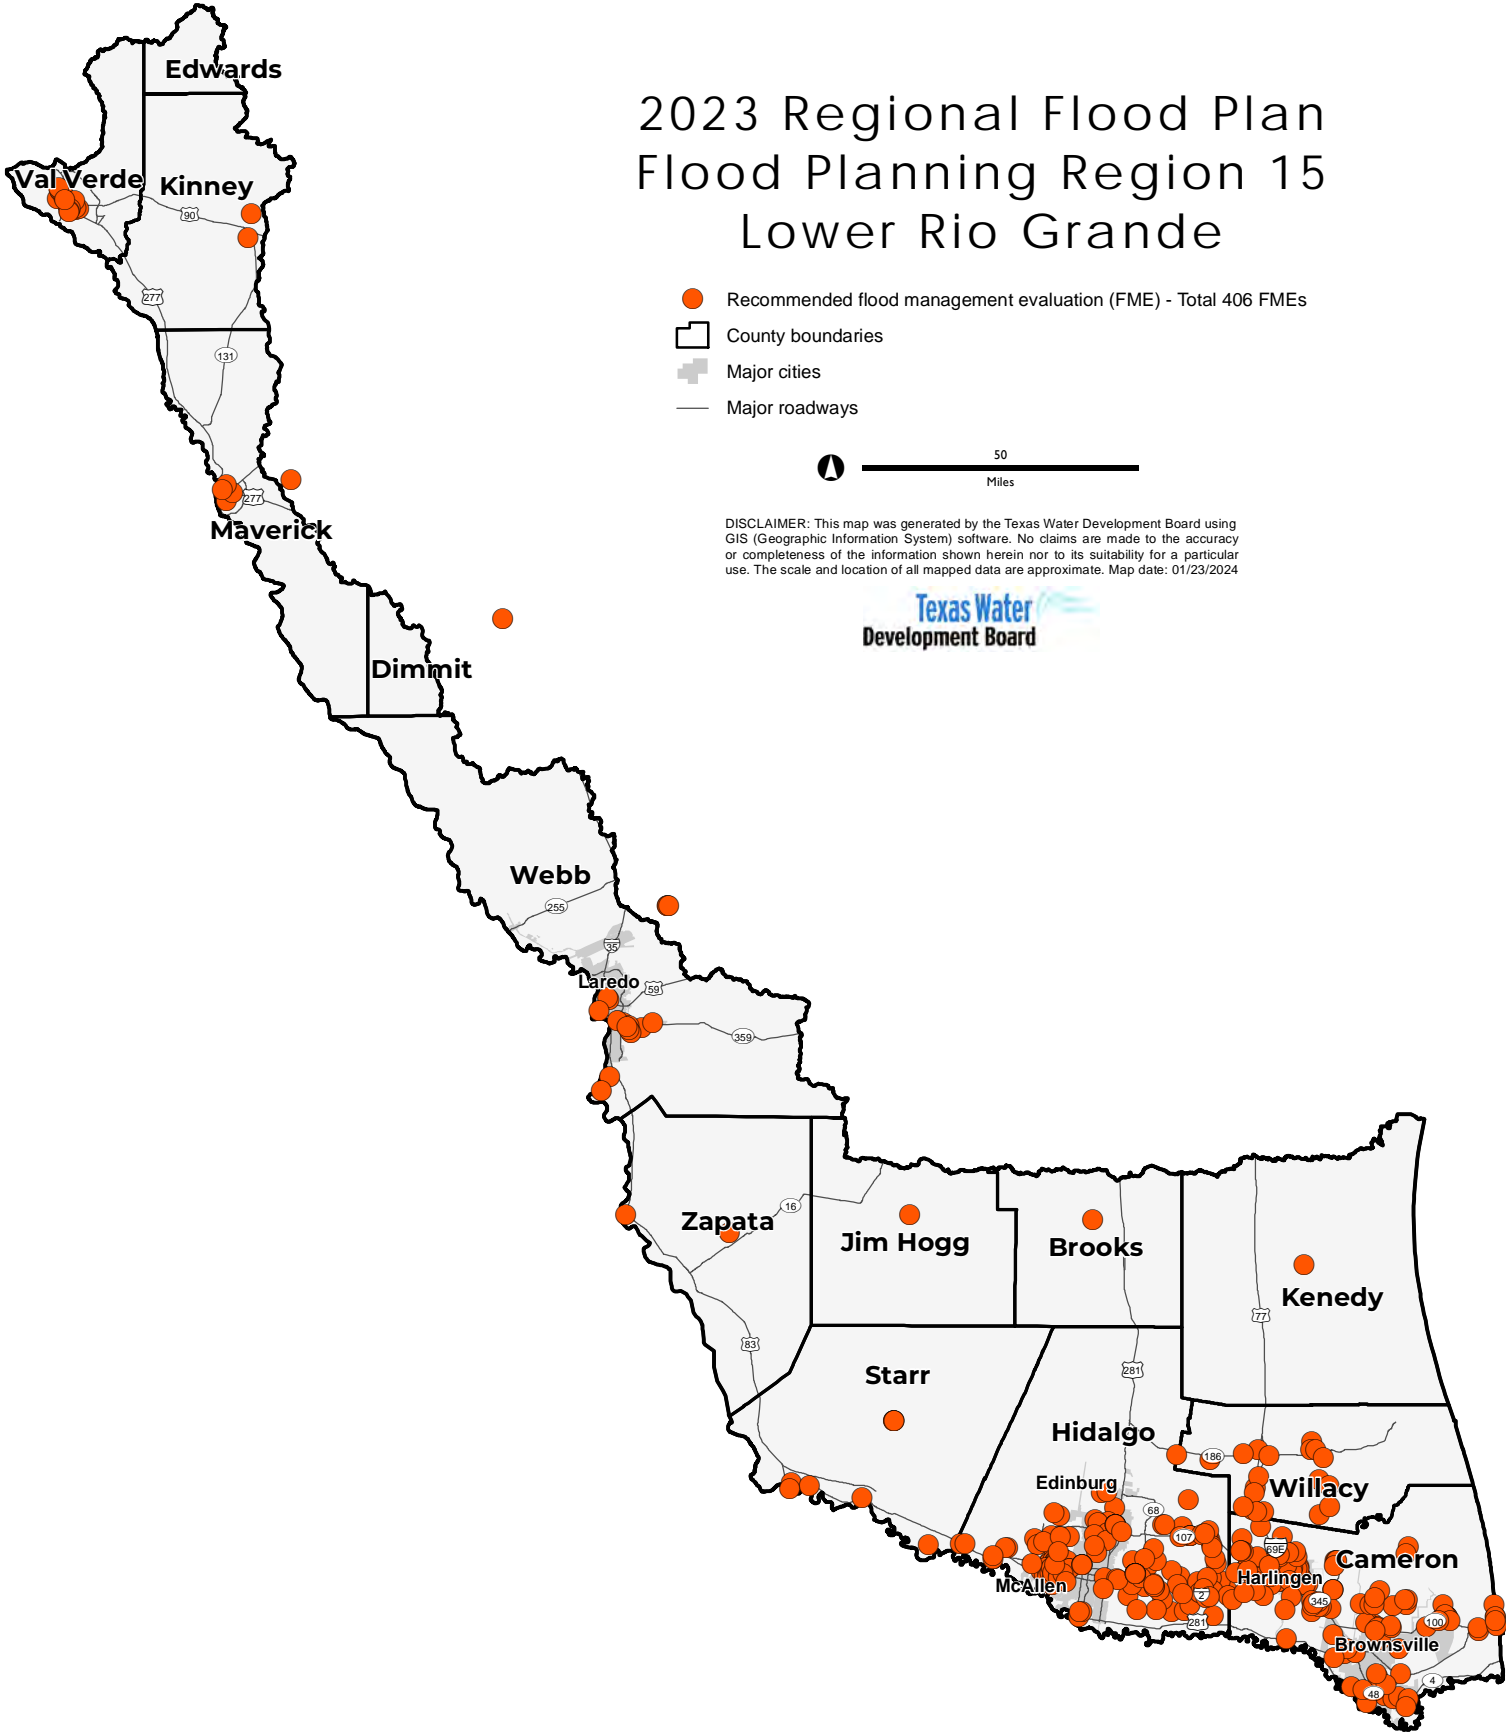 2023 Regional Flood Plan
Flood Planning Region 15
Lower Rio Grande
Recommended flood management evaluation (FME) - Total 406 FMEs
County boundaries
Major cities
Major roadways
50
Miles
DISCLAIMER: This map was generated by the Texas Water Development Board using
GIS (Geographic Information System) software. No claims are made to the accuracy
or completeness of the information shown herein nor to its suitability for a particular
use. The scale and location of all mapped data are approximate. Map date: 01/23/2024
Texas Water
Development Board
Edwards
Val Verde
Kinney
90
277
131
277
Maverick
Dimmit
Webb
255
35
Laredo
59
359
Zapata
16
Jim Hogg
Brooks
Kenedy
77
83
Starr
281
Hidalgo
186
Edinburg
Willacy
68
107
69E
Cameron
McAllen
Harlingen
2
345
281
100
Brownsville
4
48